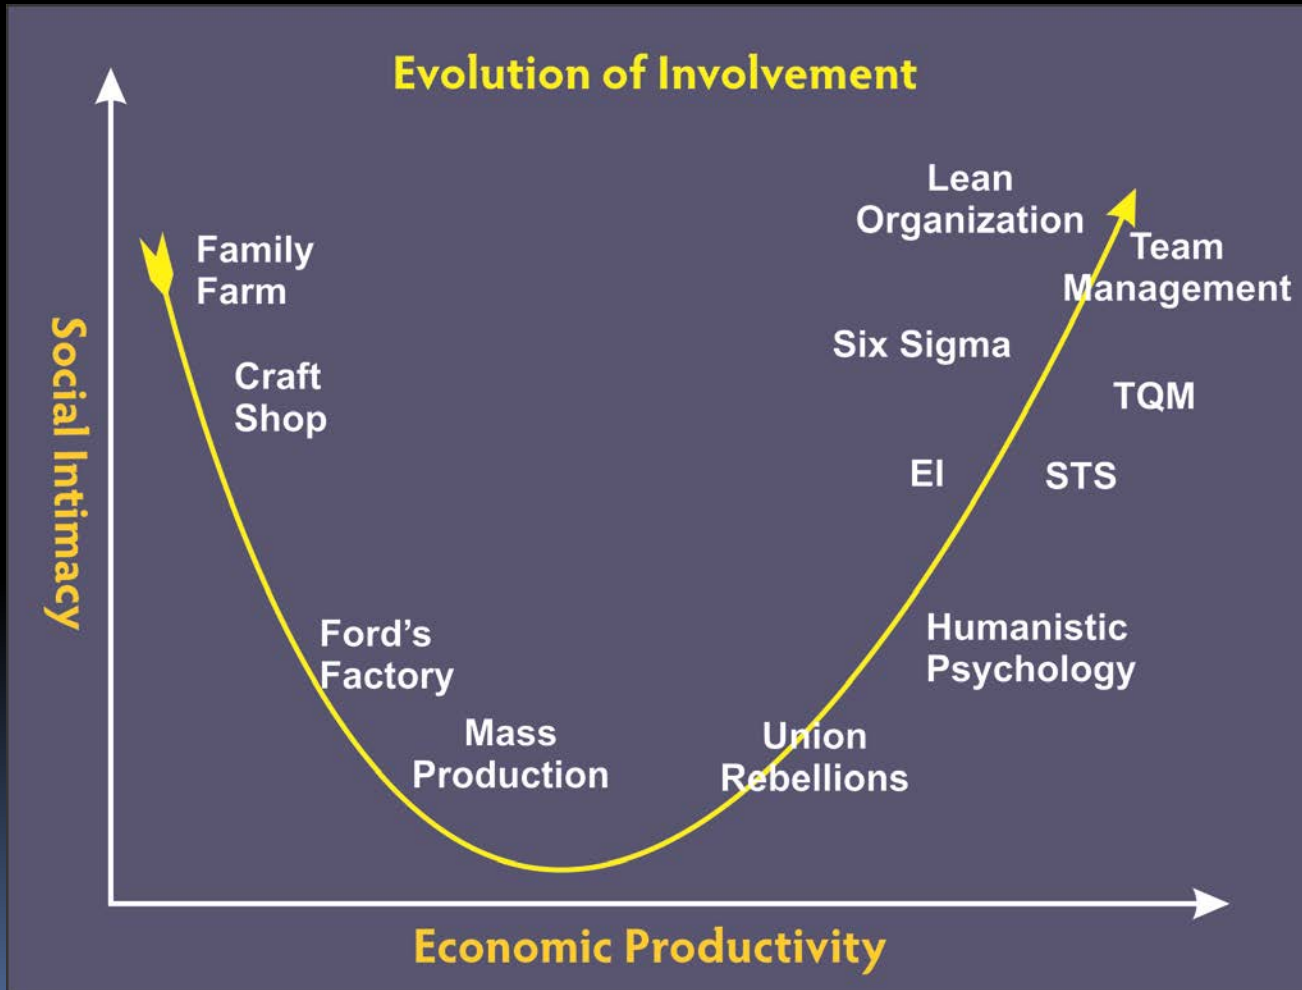 Evolution of Involvement
Social Intimacy
Family
Farm
Craft
Shop
Ford's
Factory
Mass
Production
Union
Rebellions
Humanistic
Psychology
EI
STS
Six Sigma
TQM
Lean
Organization
Team
Management
Economic Productivity